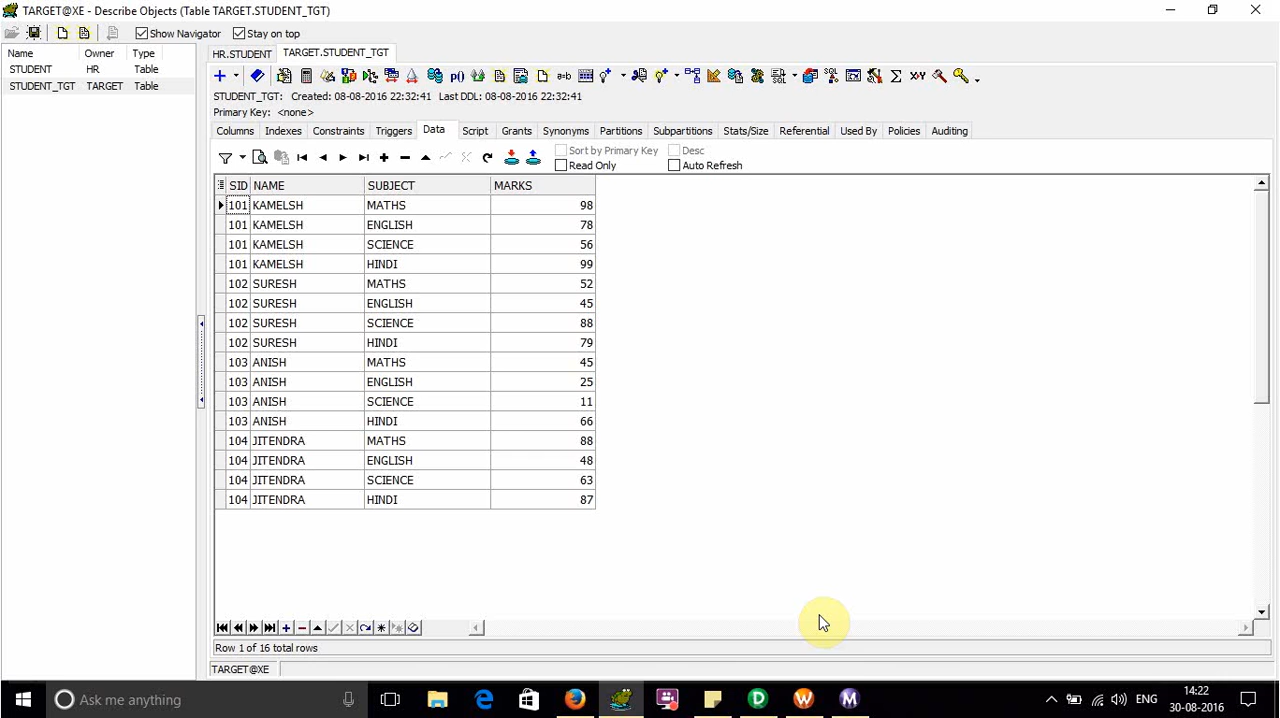 TARGET@XE - Describe Objects (Table TARGET.STUDENT_TGT)
Show Navigator Stay on top
Name Owner Type
STUDENT HR Table
STUDENT_TGT TARGET Table
HR.STUDENT TARGET.STUDENT_TGT
p() a=b SQL Σ X=Y
STUDENT_TGT: Created: 08-08-2016 22:32:41 Last DDL: 08-08-2016 22:32:41
Primary Key: <none>
Columns Indexes Constraints Triggers Data Script Grants Synonyms Partitions Subpartitions Stats/Size Referential Used By Policies Auditing
Sort by Primary Key Desc
Read Only Auto Refresh
SID NAME SUBJECT MARKS
101 KAMELSH MATHS 98
101 KAMELSH ENGLISH 78
101 KAMELSH SCIENCE 56
101 KAMELSH HINDI 99
102 SURESH MATHS 52
102 SURESH ENGLISH 45
102 SURESH SCIENCE 88
102 SURESH HINDI 79
103 ANISH MATHS 45
103 ANISH ENGLISH 25
103 ANISH SCIENCE 11
103 ANISH HINDI 66
104 JITENDRA MATHS 88
104 JITENDRA ENGLISH 48
104 JITENDRA SCIENCE 63
104 JITENDRA HINDI 87
Row 1 of 16 total rows
TARGET@XE
Ask me anything D W M ENG 14:22
30-08-2016